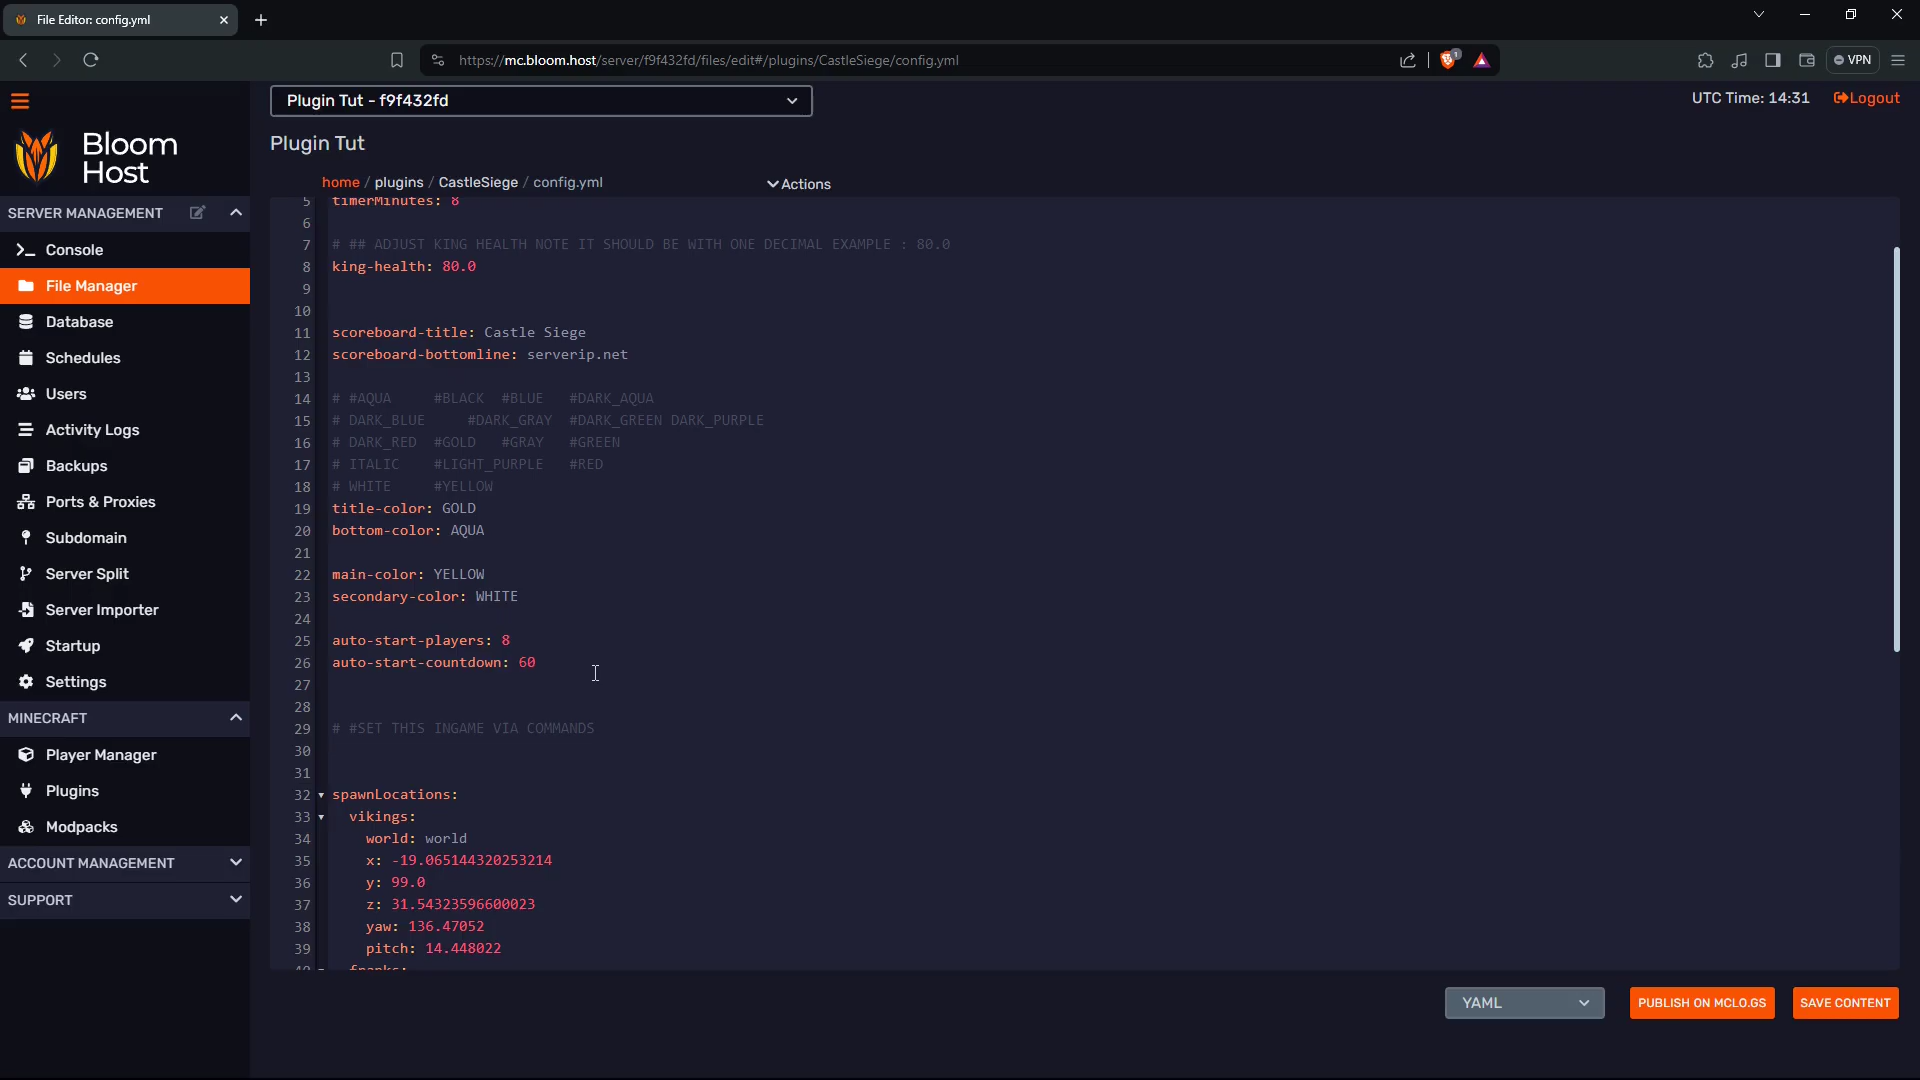 File Editor: config.yml
https://mc.bloom.host/server/f9f432fd/files/edit#/plugins/CastleSiege/config.yml
1
VPN
Plugin Tut - f9f432fd
UTC Time: 14:31
Logout
Bloom
Host
Plugin Tut
home / plugins / CastleSiege / config.yml
Actions
SERVER MANAGEMENT
Console
File Manager
Database
Schedules
Users
Activity Logs
Backups
Ports & Proxies
Subdomain
Server Split
Server Importer
Startup
Settings
MINECRAFT
Player Manager
Plugins
Modpacks
ACCOUNT MANAGEMENT
SUPPORT
5 timerMinutes: 8
6
7 # ## ADJUST KING HEALTH NOTE IT SHOULD BE WITH ONE DECIMAL EXAMPLE : 80.0
8 king-health: 80.0
9
10
11 scoreboard-title: Castle Siege
12 scoreboard-bottomline: serverip.net
13
14 # #AQUA #BLACK #BLUE #DARK_AQUA
15 # DARK_BLUE #DARK_GRAY #DARK_GREEN DARK_PURPLE
16 # DARK_RED #GOLD #GRAY #GREEN
17 # ITALIC #LIGHT_PURPLE #RED
18 # WHITE #YELLOW
19 title-color: GOLD
20 bottom-color: AQUA
21
22 main-color: YELLOW
23 secondary-color: WHITE
24
25 auto-start-players: 8
26 auto-start-countdown: 60
27
28
29 # #SET THIS INGAME VIA COMMANDS
30
31
32 spawnLocations:
33 vikings:
34 world: world
35 x: -19.065144320253214
36 y: 99.0
37 z: 31.54323596600023
38 yaw: 136.47052
39 pitch: 14.448022
40 franks:
YAML
PUBLISH ON MCLO.GS
SAVE CONTENT